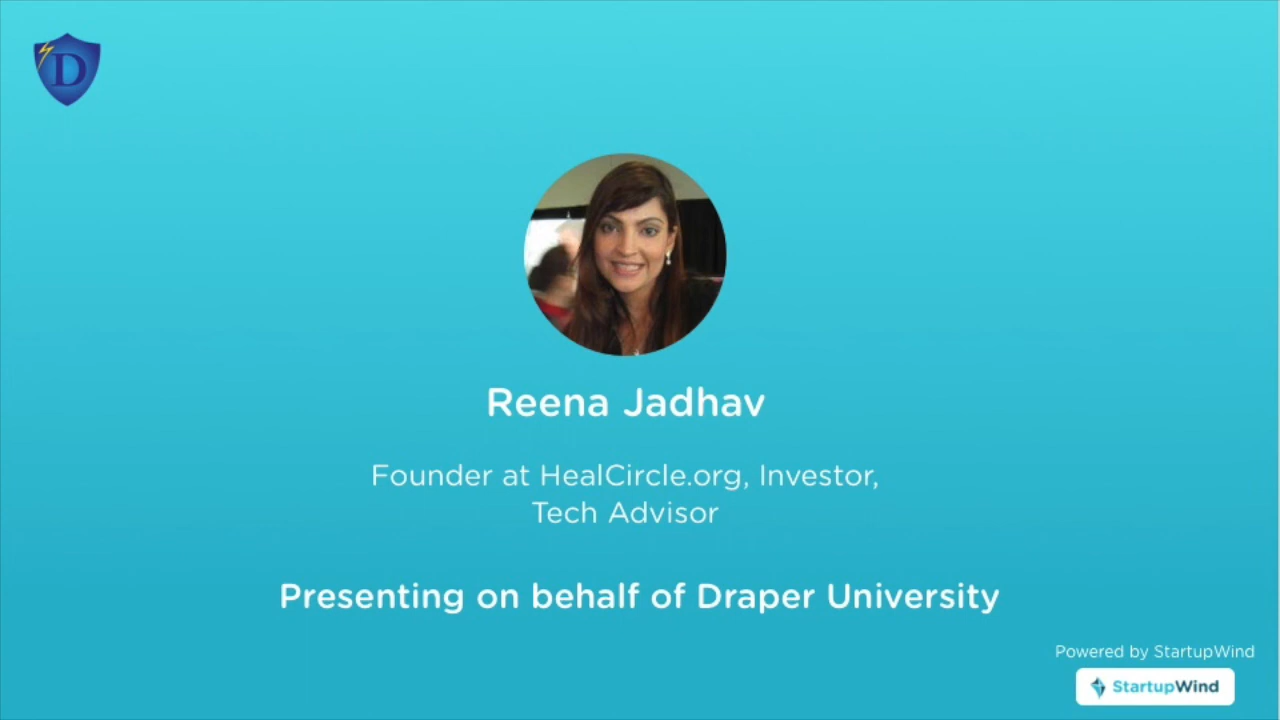 D
Reena Jadhav
Founder at HealCircle.org, Investor,
Tech Advisor
Presenting on behalf of Draper University
Powered by StartupWind
StartupWind